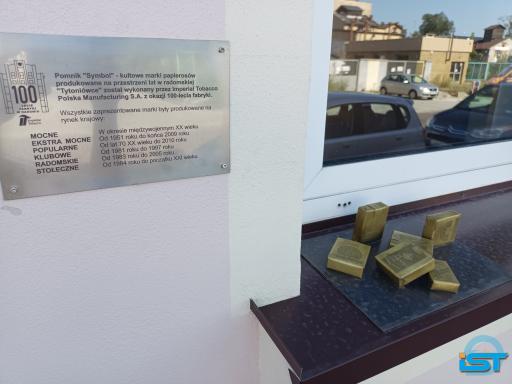 Pomnik "Symbol" - kultowe marki papierosów
produkowane na przestrzeni lat w radomskiej
"Tytoniówce" został wykonany przez Imperial Tobacco
Polska Manufacturing S.A. z okazji 100-lecia fabryki.
Wszystkie zaprezentowane marki były produkowane na
rynek krajowy:
MOCNE W okresie międzywojennym XX wieku
EKSTRA MOCNE Od 1951 roku do końca 2009 roku
POPULARNE Od lat 70 XX wieku do 2010 roku
KLUBOWE Od 1981 roku do 1997 roku
RADOMSKIE Od 1983 roku do 2005 roku
STOŁECZNE Od 1984 roku do początku XXI wieku
100
iST